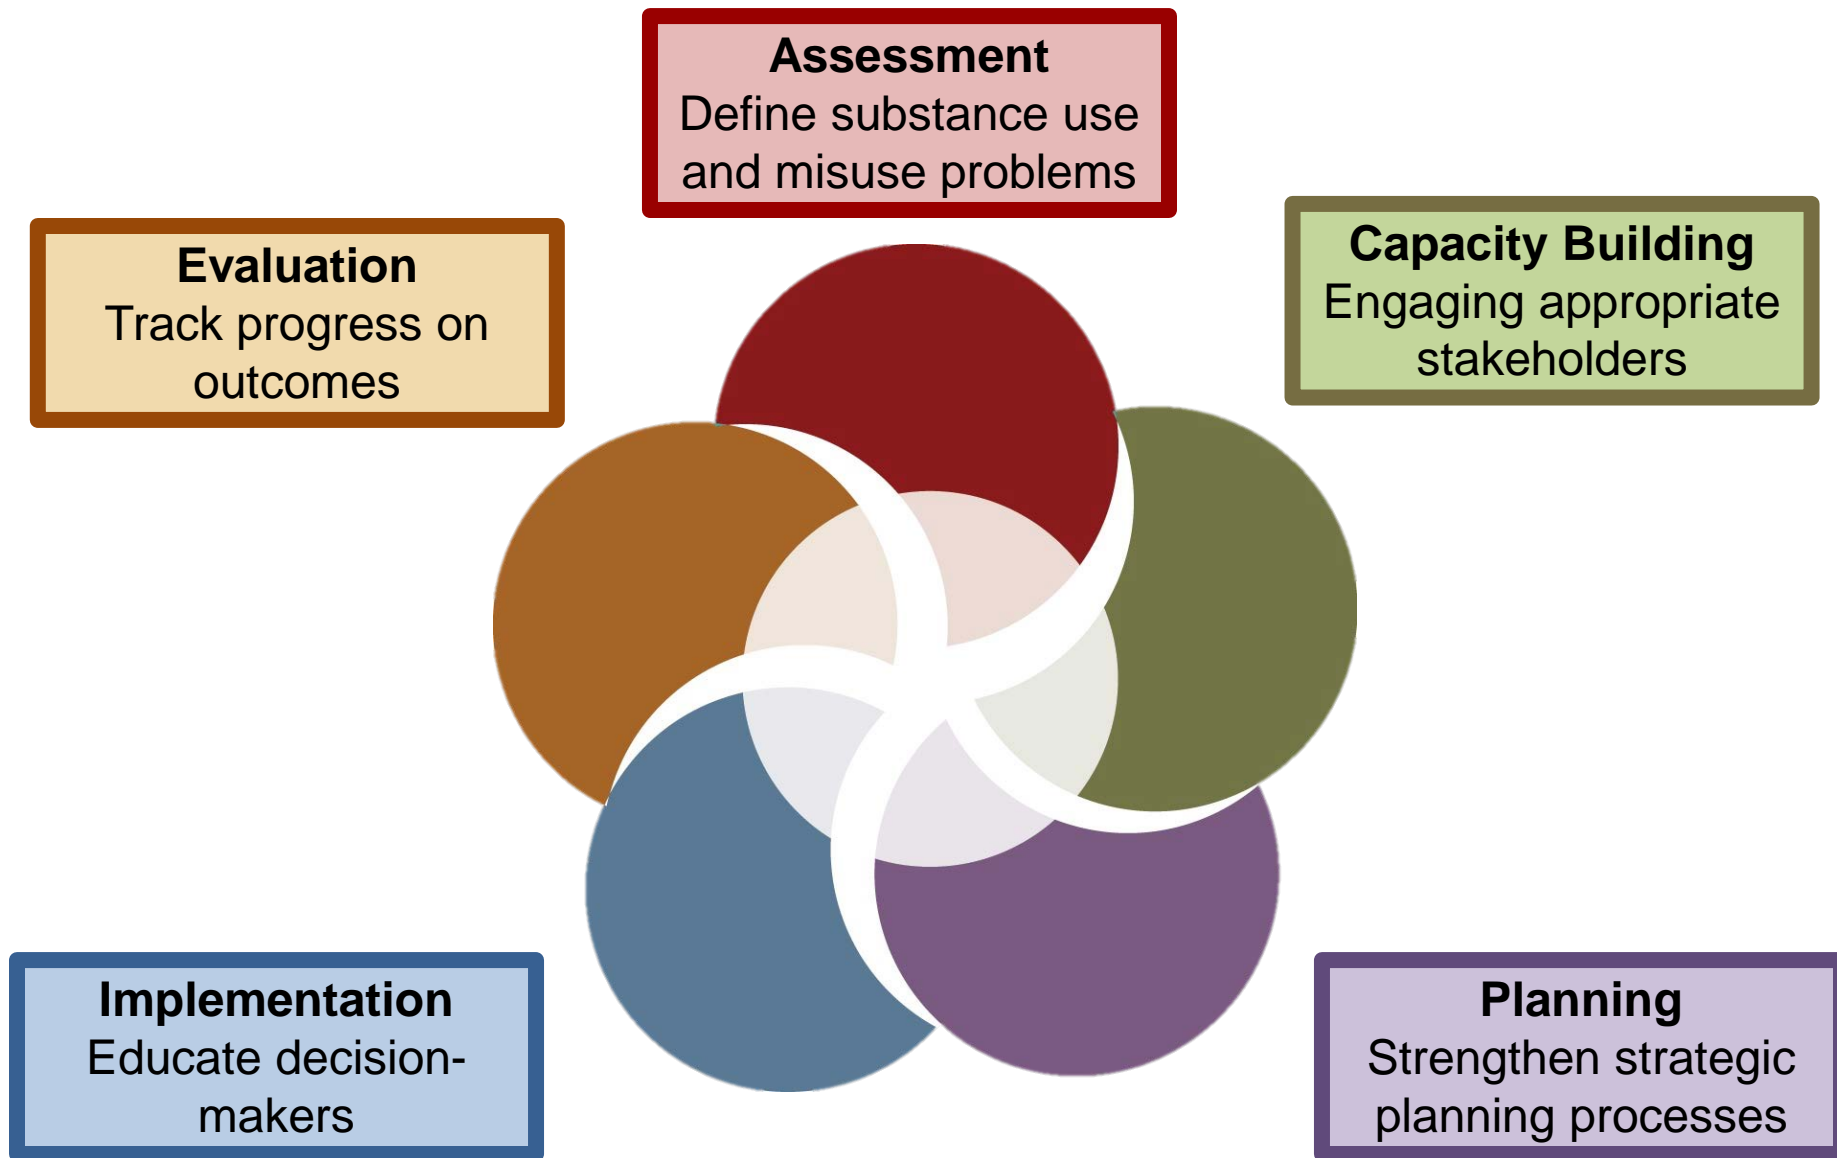 Assessment
Define substance use
and misuse problems
Capacity Building
Engaging appropriate
stakeholders
Planning
Strengthen strategic
planning processes
Implementation
Educate decision-
makers
Evaluation
Track progress on
outcomes